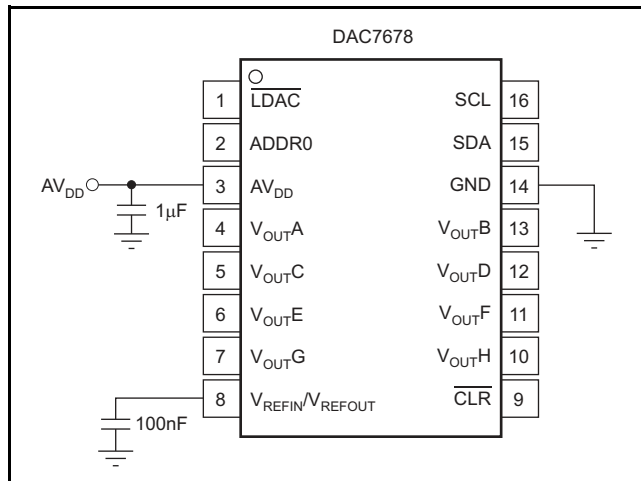 DAC7678
1 LDAC SCL 16
2 ADDR0 SDA 15
AVDD 3 AVDD GND 14
1μF
4 VOUTA VOUTB 13
5 VOUTC VOUTD 12
6 VOUTE VOUTF 11
7 VOUTG VOUTH 10
8 VREFIN/VREFOUT CLR 9
100nF